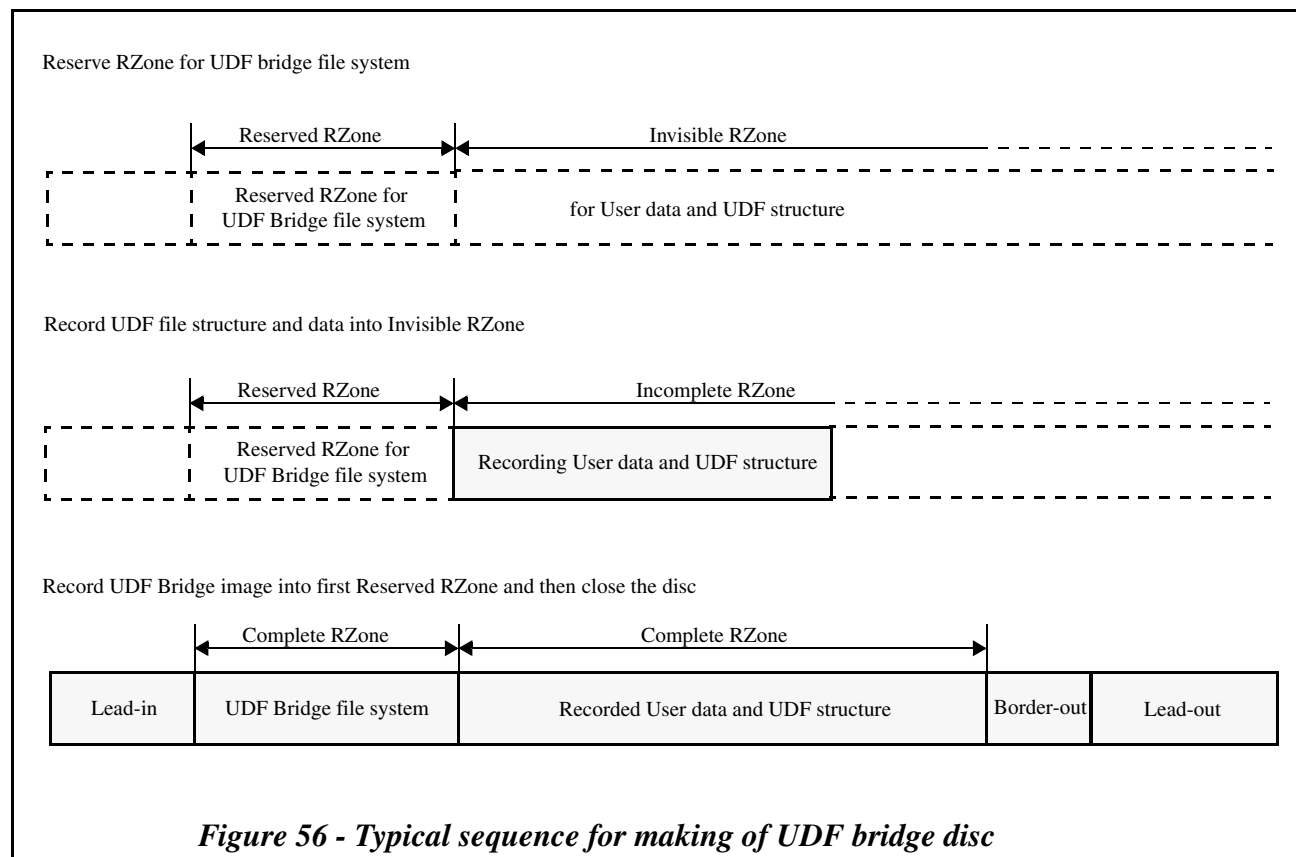 Reserve RZone for UDF bridge file system
Reserved RZone
Invisible RZone
Reserved RZone for
UDF Bridge file system
for User data and UDF structure
Record UDF file structure and data into Invisible RZone
Reserved RZone
Incomplete RZone
Reserved RZone for
UDF Bridge file system
Recording User data and UDF structure
Record UDF Bridge image into first Reserved RZone and then close the disc
Complete RZone
Complete RZone
Lead-in
UDF Bridge file system
Recorded User data and UDF structure
Border-out
Lead-out
Figure 56 - Typical sequence for making of UDF bridge disc